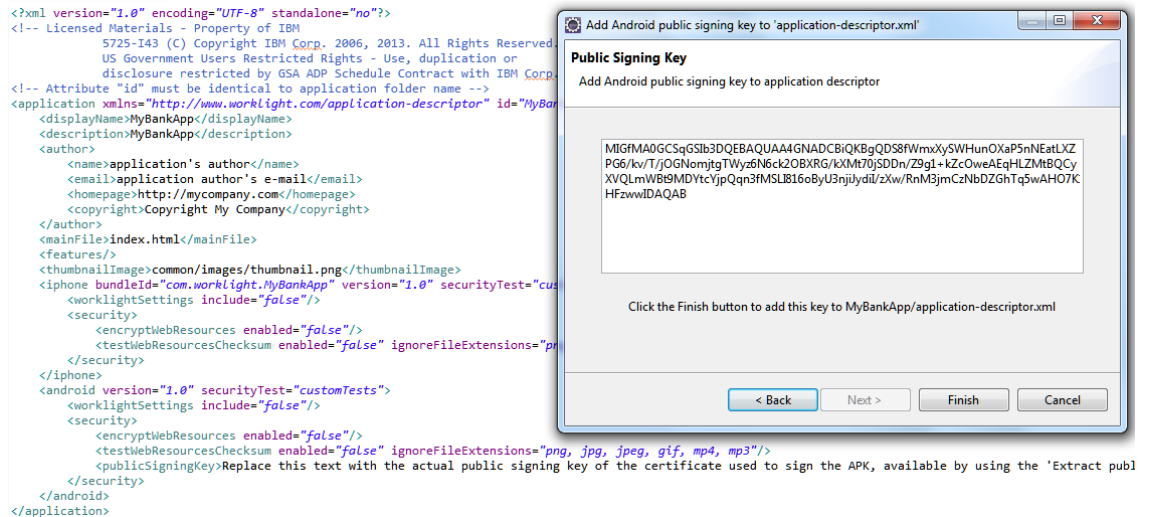 <?xml version="1.0" encoding="UTF-8" standalone="no"?>
<!-- Licensed Materials - Property of IBM
5725-I43 (C) Copyright IBM Corp. 2006, 2013. All Rights Reserved.
US Government Users Restricted Rights - Use, duplication or
disclosure restricted by GSA ADP Schedule Contract with IBM Corp.
<!-- Attribute "id" must be identical to application folder name -->
<application xmlns="http://www.worklight.com/application-descriptor" id="MyBan
<displayName>MyBankApp</displayName>
<description>MyBankApp</description>
<author>
<name>application's author</name>
<email>application author's e-mail</email>
<homepage>http://mycompany.com</homepage>
<copyright>Copyright My Company</copyright>
</author>
<mainFile>index.html</mainFile>
<features/>
<thumbnailImage>common/images/thumbnail.png</thumbnailImage>
<iphone bundleId="com.worklight.MyBankApp" version="1.0" securityTest="cus
<worklightSettings include="false"/>
<security>
<encryptWebResources enabled="false"/>
<testWebResourcesChecksum enabled="false" ignoreFileExtensions="pn
</security>
</iphone>
<android version="1.0" securityTest="customTests">
<worklightSettings include="false"/>
<security>
<encryptWebResources enabled="false"/>
<testWebResourcesChecksum enabled="false" ignoreFileExtensions="png, jpg, jpeg, gif, mp4, mp3"/>
<publicSigningKey>Replace this text with the actual public signing key of the certificate used to sign the APK, available by using the 'Extract publ
</security>
</android>
</application>
Add Android public signing key to 'application-descriptor.xml'
Public Signing Key
Add Android public signing key to application descriptor
MIGfMA0GCSqGSIb3DQEBAQUAA4GNADCBiQKBgQDS8fWmxXySWHunOXaP5nNEatLXZ
PG6/kv/T/jOGNomjtgTWyz6N6ck2OBXRG/kXMt70jSDDn/Z9g1+kZcOweAEqHLZMtBQCy
XVQLmWBt9MDYtcYjpQqn3fMSLI816oByU3njiJydiI/zXw/RnM3jmCzNbDZGhTq5wAHO7K
HFzwwIDAQAB
Click the Finish button to add this key to MyBankApp/application-descriptor.xml
< Back
Next >
Finish
Cancel